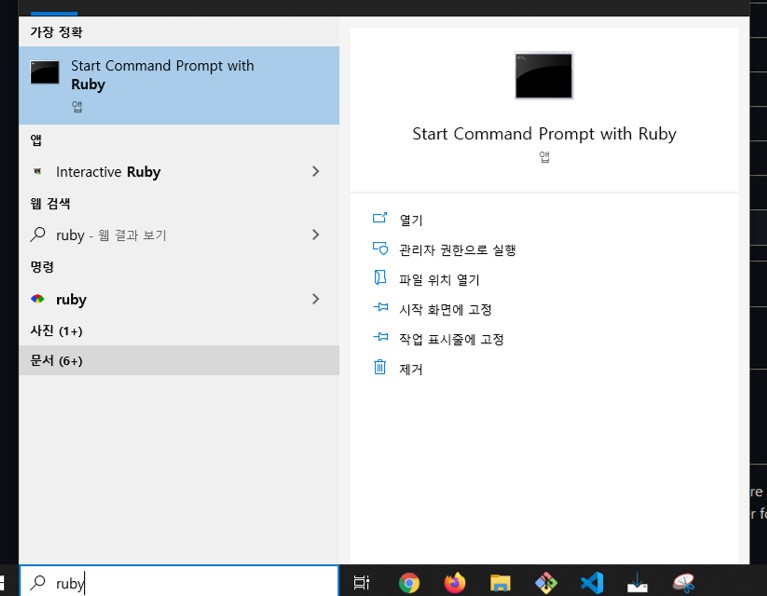 가장 정확
Start Command Prompt with
Ruby
앱
앱
Interactive Ruby
웹 검색
ruby - 웹 결과 보기
명령
ruby
사진 (1+)
문서 (6+)
Start Command Prompt with Ruby
앱
열기
관리자 권한으로 실행
파일 위치 열기
시작 화면에 고정
작업 표시줄에 고정
제거
re
ruby